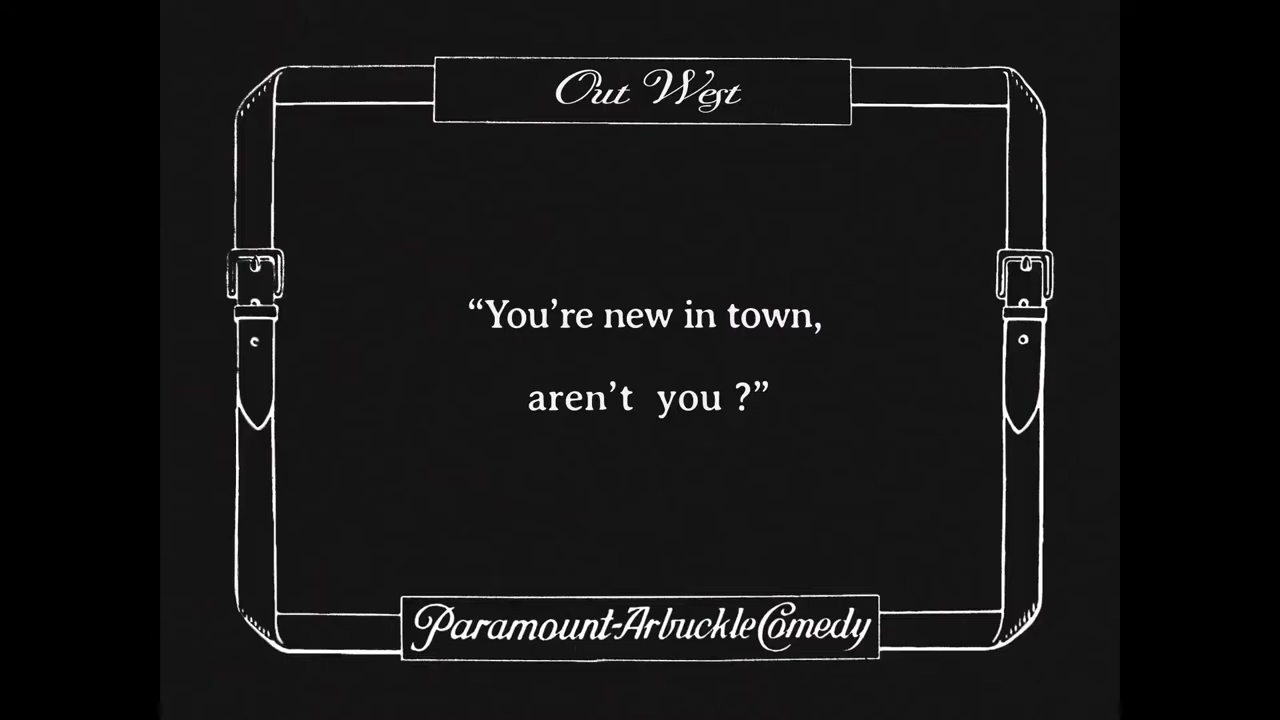 Out West
“You’re new in town,
aren’t you ?”
Paramount-Arbuckle Comedy